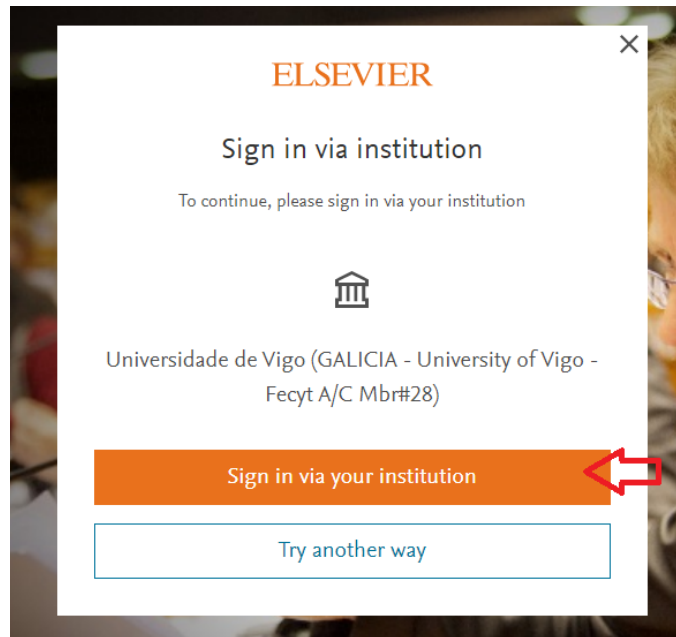 ELSEVIER
Sign in via institution
To continue, please sign in via your institution
Universidade de Vigo (GALICIA - University of Vigo -
Fecyt A/C Mbr#28)
Sign in via your institution
Try another way